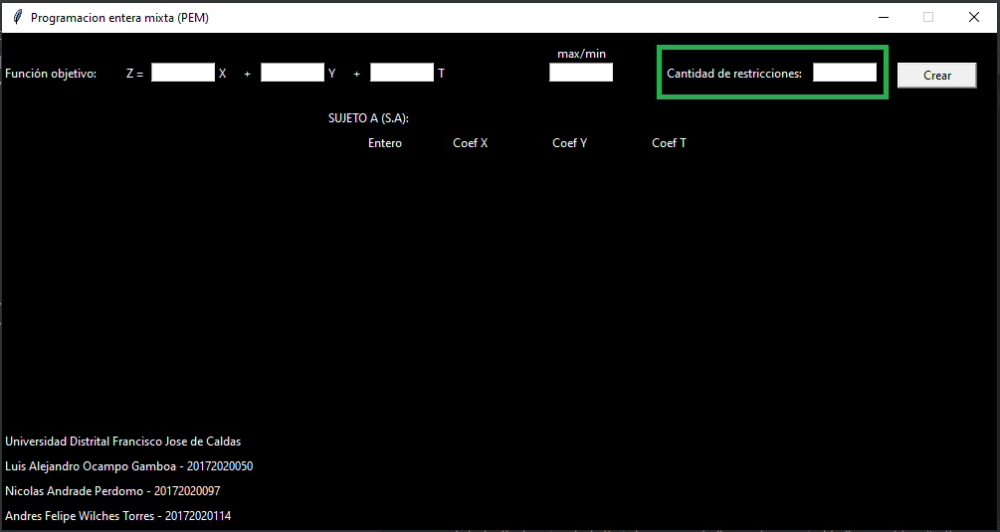 Programacion entera mixta (PEM)
max/min
Función objetivo: Z = X + Y + T Cantidad de restricciones: Crear
SUJETO A (S.A):
Entero Coef X Coef Y Coef T
Universidad Distrital Francisco Jose de Caldas
Luis Alejandro Ocampo Gamboa - 20172020050
Nicolas Andrade Perdomo - 20172020097
Andres Felipe Wilches Torres - 20172020114